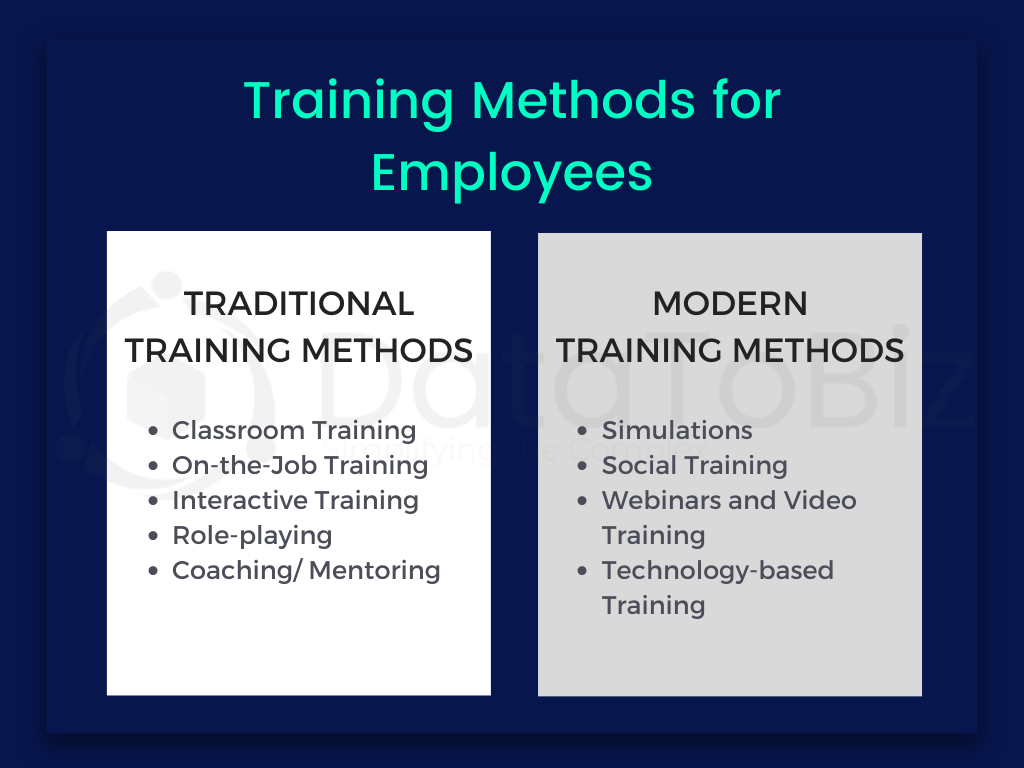 Training Methods for
Employees
TRADITIONAL
TRAINING METHODS
• Classroom Training
• On-the-Job Training
• Interactive Training
• Role-playing
• Coaching/ Mentoring
MODERN
TRAINING METHODS
• Simulations
• Social Training
• Webinars and Video
Training
• Technology-based
Training
DataToBiz
Simplifying the Complex